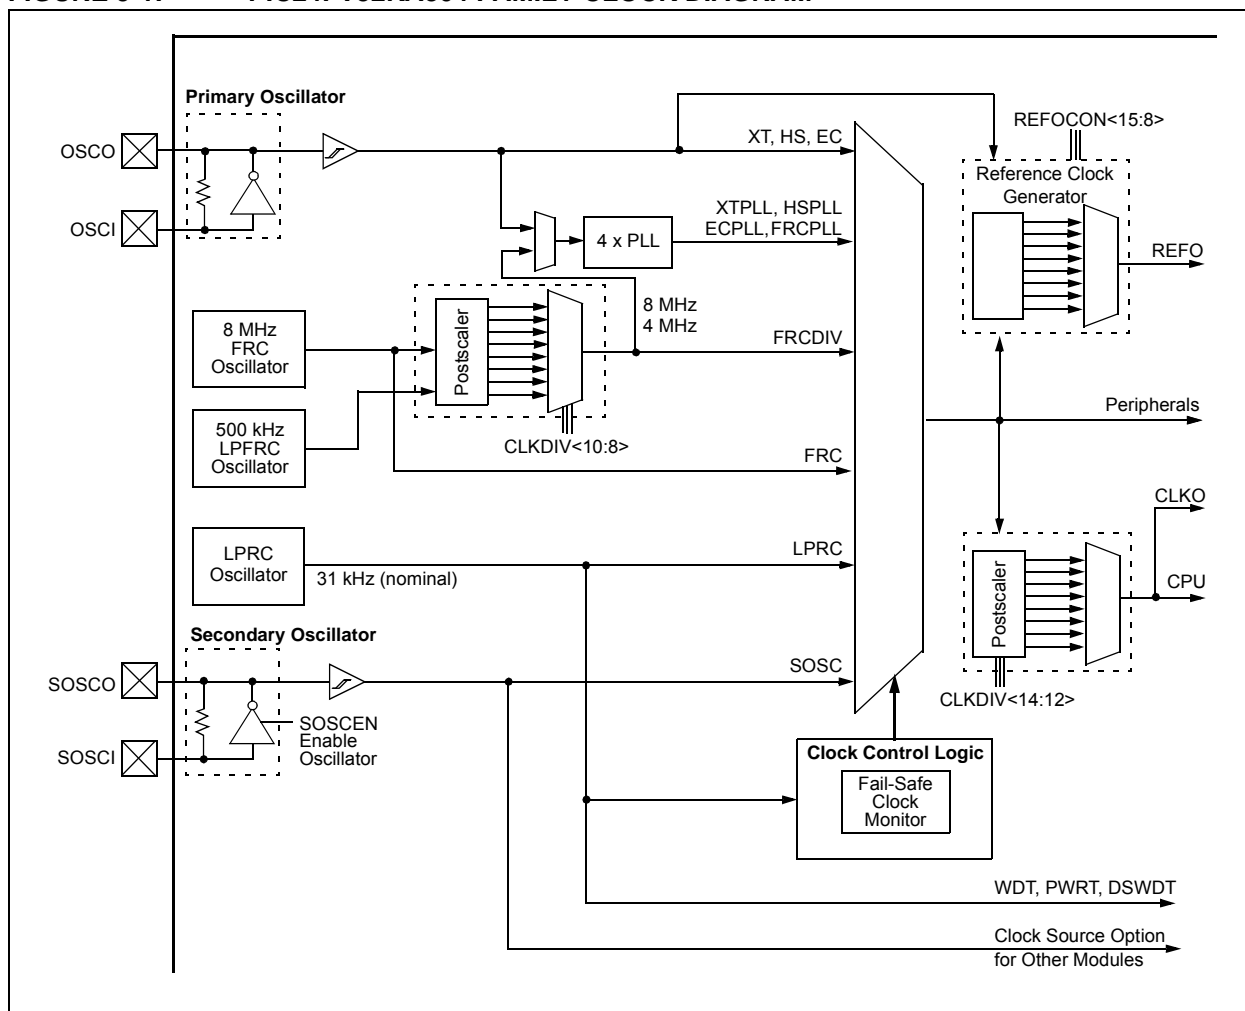 Primary Oscillator
OSCO
OSCI
XT, HS, EC
REFOCON<15:8>
Reference Clock
Generator
REFO
XTPLL, HSPLL
ECPLL,FRCPLL
4 x PLL
8 MHz
4 MHz
8 MHz
FRC
Oscillator
Postscaler
FRCDIV
500 kHz
LPFRC
Oscillator
CLKDIV<10:8>
FRC
Peripherals
CLKO
LPRC
Oscillator
31 kHz (nominal)
LPRC
Postscaler
CPU
CLKDIV<14:12>
Secondary Oscillator
SOSCO
SOSCI
SOSCEN
Enable
Oscillator
SOSC
Clock Control Logic
Fail-Safe
Clock
Monitor
WDT, PWRT, DSWDT
Clock Source Option
for Other Modules